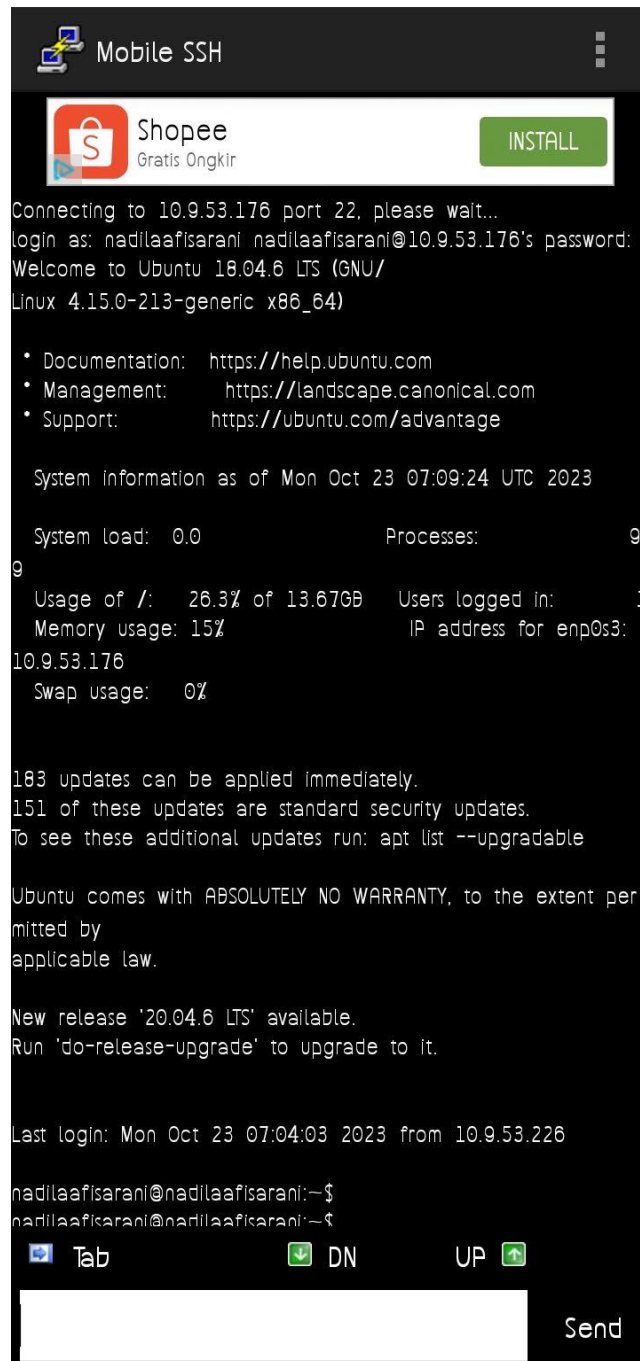 Mobile SSH
Shopee
Gratis Ongkir
INSTALL
Connecting to 10.9.53.176 port 22, please wait...
login as: nadilaafisarani nadilaafisarani@10.9.53.176's password:
Welcome to Ubuntu 18.04.6 LTS (GNU/
Linux 4.15.0-213-generic x86_64)
* Documentation: https://help.ubuntu.com
* Management: https://landscape.canonical.com
* Support: https://ubuntu.com/advantage
System information as of Mon Oct 23 07:09:24 UTC 2023
System load: 0.0 Processes: 9
9
Usage of /: 26.3% of 13.67GB Users logged in: 1
Memory usage: 15% IP address for enp0s3:
10.9.53.176
Swap usage: 0%
183 updates can be applied immediately.
151 of these updates are standard security updates.
To see these additional updates run: apt list --upgradable
Ubuntu comes with ABSOLUTELY NO WARRANTY, to the extent per
mitted by
applicable law.
New release '20.04.6 LTS' available.
Run 'do-release-upgrade' to upgrade to it.
Last login: Mon Oct 23 07:04:03 2023 from 10.9.53.226
nadilaafisarani@nadilaafisarani:~$
nadilaafisarani@nadilaafisarani:~$
Tab DN UP
Send